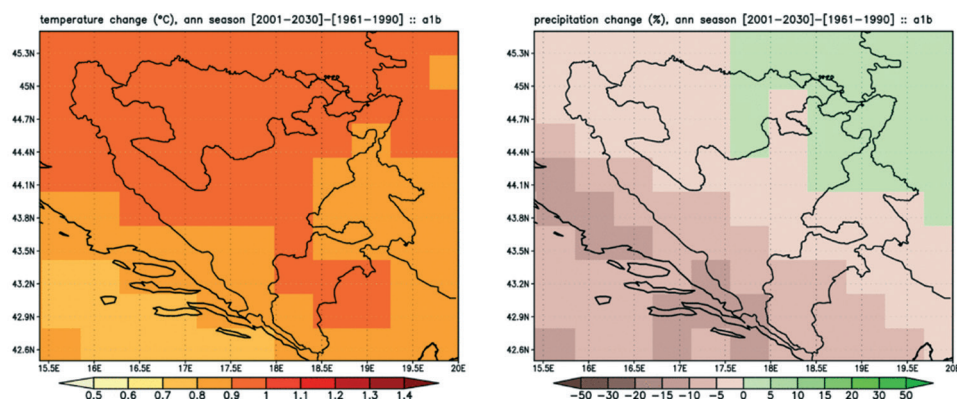 temperature change (°C), ann season [2001−2030]−[1961−1990] :: a1b
45.3N
45N
44.7N
44.4N
44.1N
43.8N
43.5N
43.2N
42.9N
42.6N
15.5E 16E 16.5E 17E 17.5E 18E 18.5E 19E 19.5E 20E
0.5 0.6 0.7 0.8 0.9 1 1.1 1.2 1.3 1.4
precipitation change (%), ann season [2001−2030]−[1961−1990] :: a1b
45.3N
45N
44.7N
44.4N
44.1N
43.8N
43.5N
43.2N
42.9N
42.6N
15.5E 16E 16.5E 17E 17.5E 18E 18.5E 19E 19.5E 20E
−50 −30 −20 −15 −10 −5 0 5 10 15 20 30 50